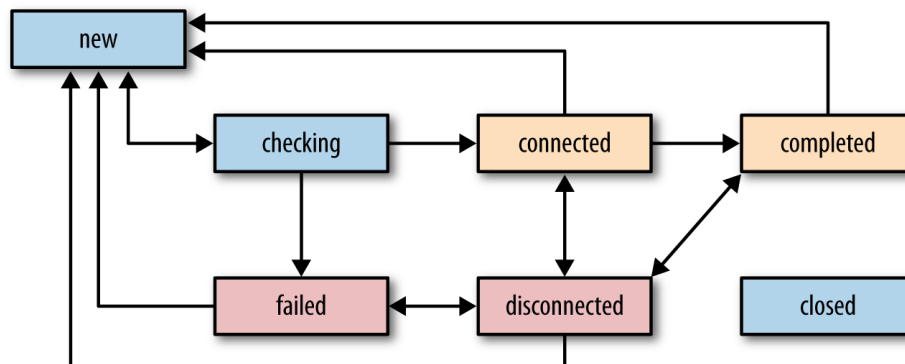 new
checking
connected
completed
failed
disconnected
closed